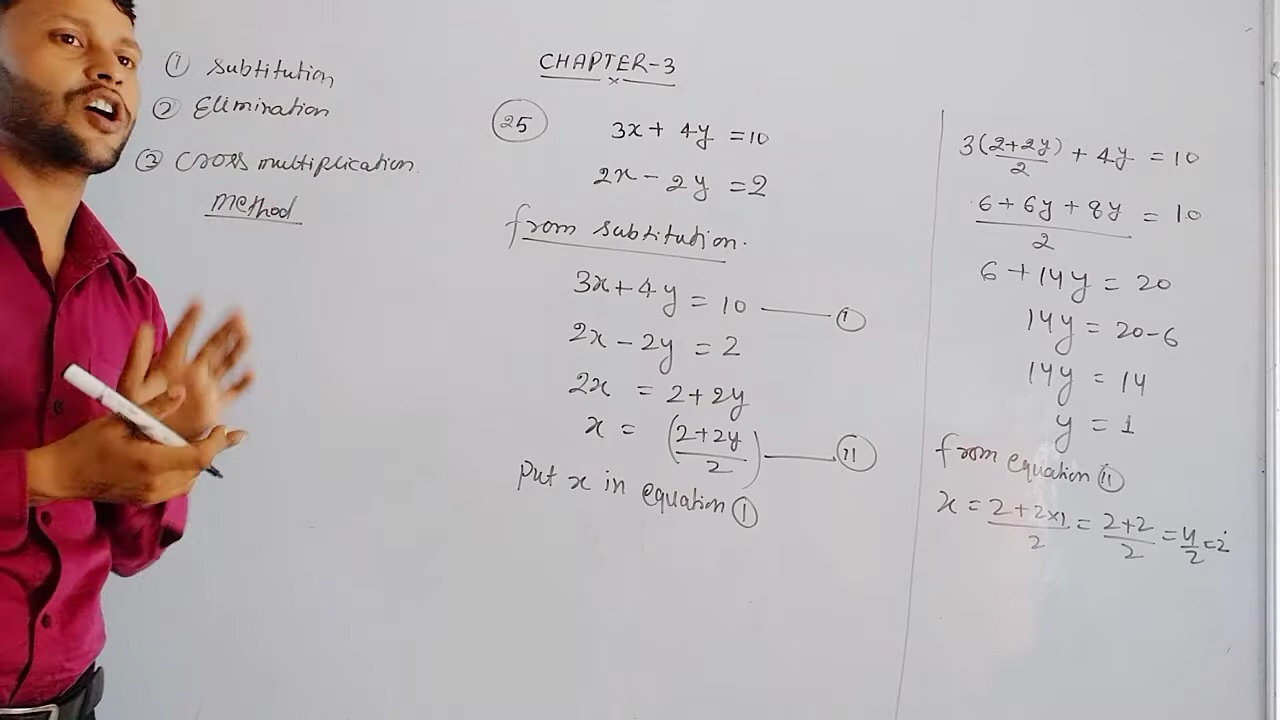 ① Subtitution
② Elimination
③ Cross multiplication
Method
CHAPTER-3
25
3x + 4y = 10
2x - 2y = 2
from subtitution.
3x + 4y = 10 —— ①
2x - 2y = 2
2x = 2 + 2y
x = (2+2y/2) —— ⑪
Put x in equation ①
3(2+2y)/2 + 4y = 10
6 + 6y + 8y/2 = 10
6 + 14y = 20
14y = 20 - 6
14y = 14
y = 1
from equation ⑪
x = 2+2×1/2 = 2+2/2 = 4/2 = 2